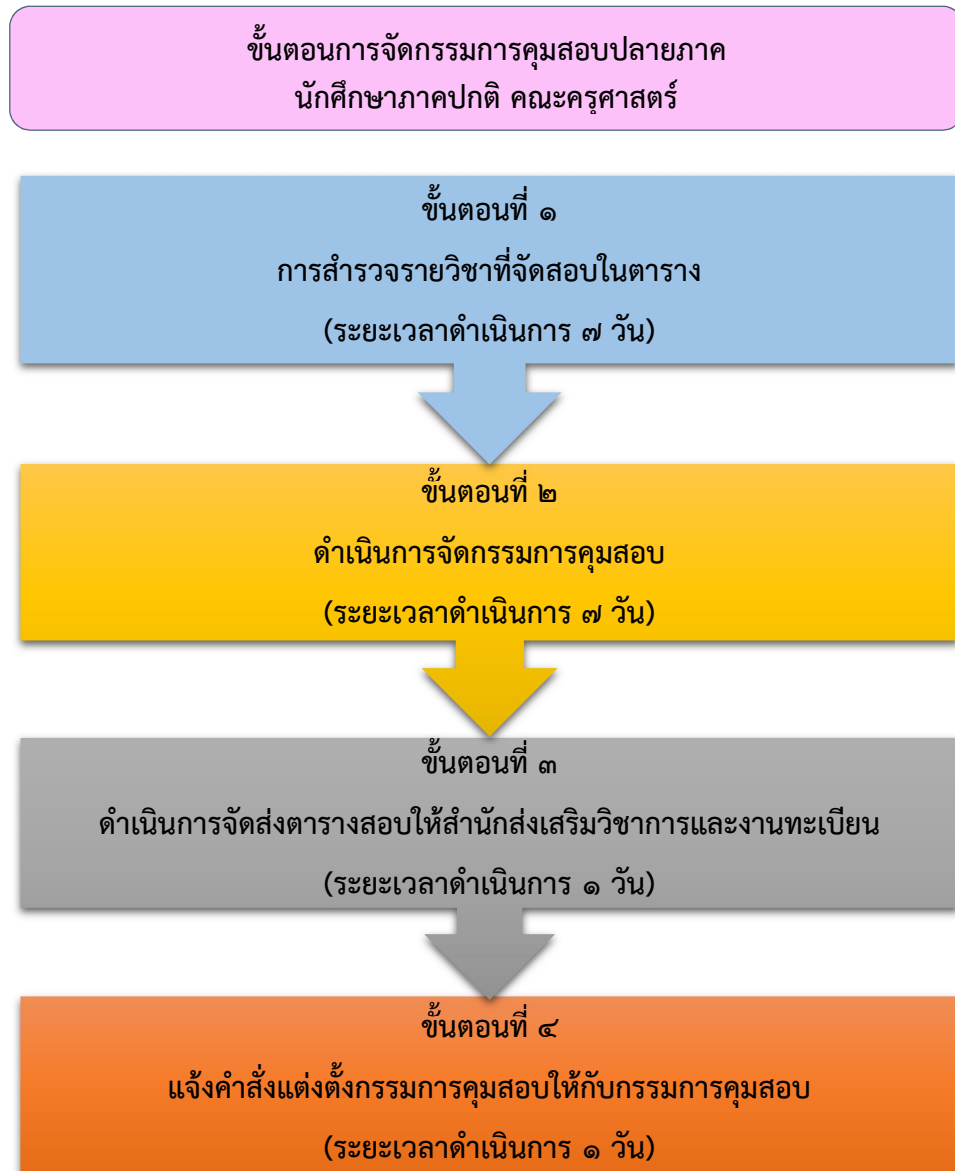 ขั้นตอนการจัดกรรมการคุมสอบปลายภาค
นักศึกษาภาคปกติ คณะครุศาสตร์
ขั้นตอนที่ ๑
การสำรวจรายวิชาที่จัดสอบในตาราง
(ระยะเวลาดำเนินการ ๗ วัน)
ขั้นตอนที่ ๒
ดำเนินการจัดกรรมการคุมสอบ
(ระยะเวลาดำเนินการ ๗ วัน)
ขั้นตอนที่ ๓
ดำเนินการจัดส่งตารางสอบให้สำนักส่งเสริมวิชาการและงานทะเบียน
(ระยะเวลาดำเนินการ ๑ วัน)
ขั้นตอนที่ ๔
แจ้งคำสั่งแต่งตั้งกรรมการคุมสอบให้กับกรรมการคุมสอบ
(ระยะเวลาดำเนินการ ๑ วัน)